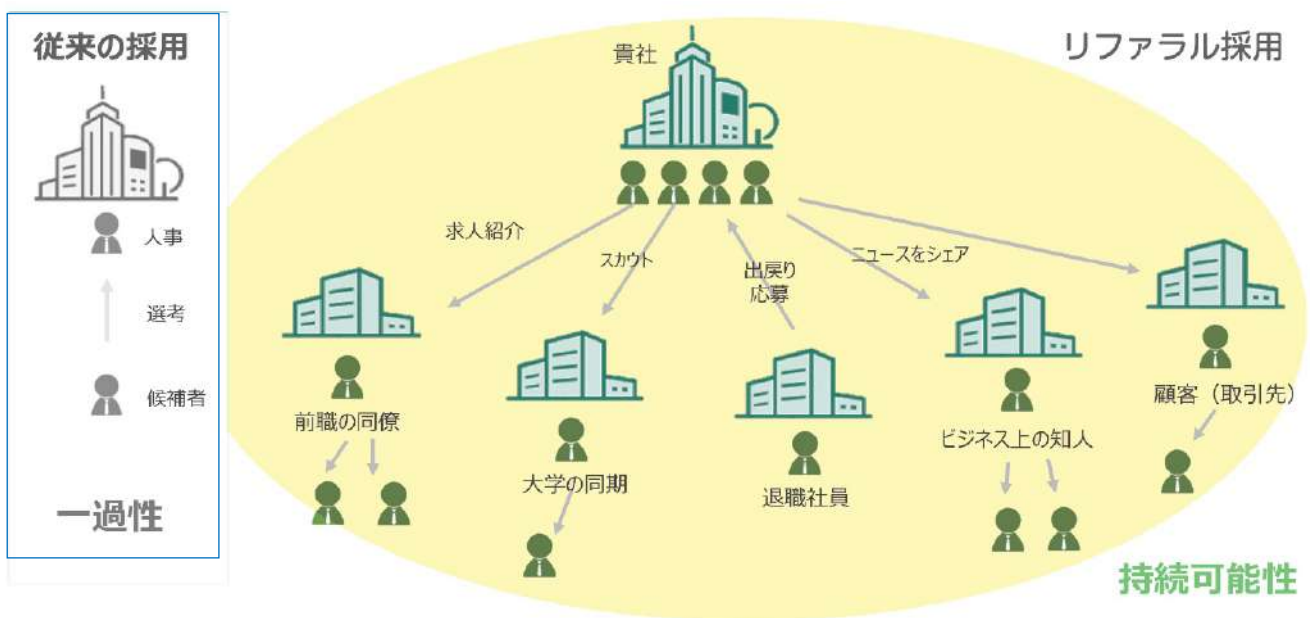 従来の採用
人事
選考
候補者
一過性
リファラル採用
貴社
求人紹介
スカウト
出戻り
応募
ニュースをシェア
前職の同僚
大学の同期
退職社員
ビジネス上の知人
顧客（取引先）
持続可能性